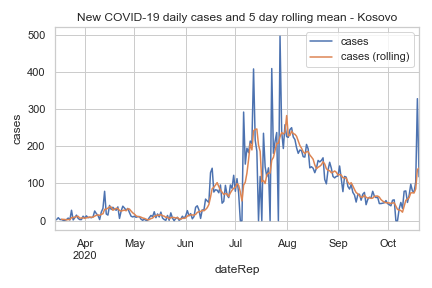 New COVID-19 daily cases and 5 day rolling mean - Kosovo
cases
cases (rolling)
500
400
300
200
100
0
cases
Apr
2020
May
Jun
Jul
Aug
Sep
Oct
dateRep